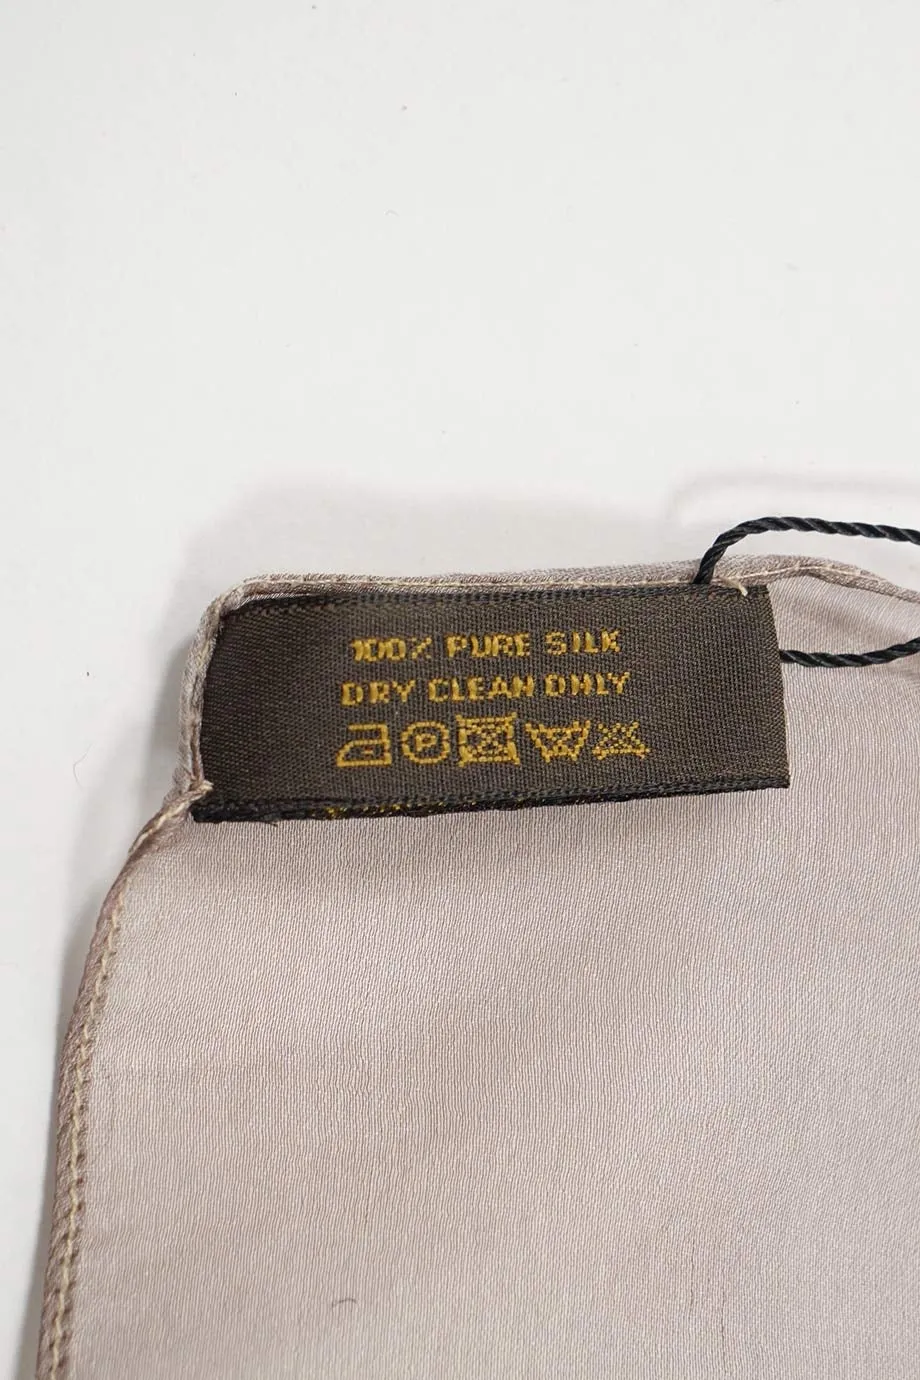 100% PURE SILK
DRY CLEAN ONLY
P